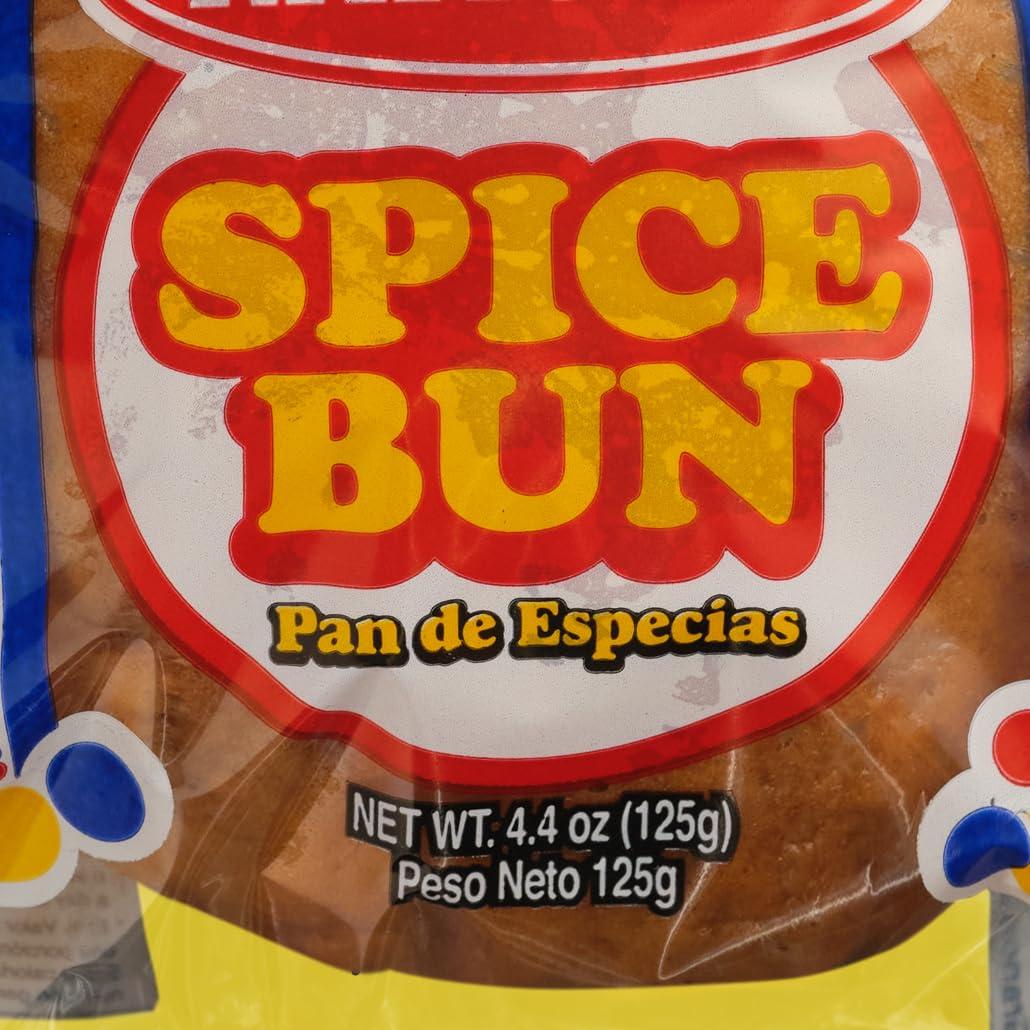 SPICE
BUN
Pan de Especias
NET WT. 4.4 oz (125g)
Peso Neto 125g